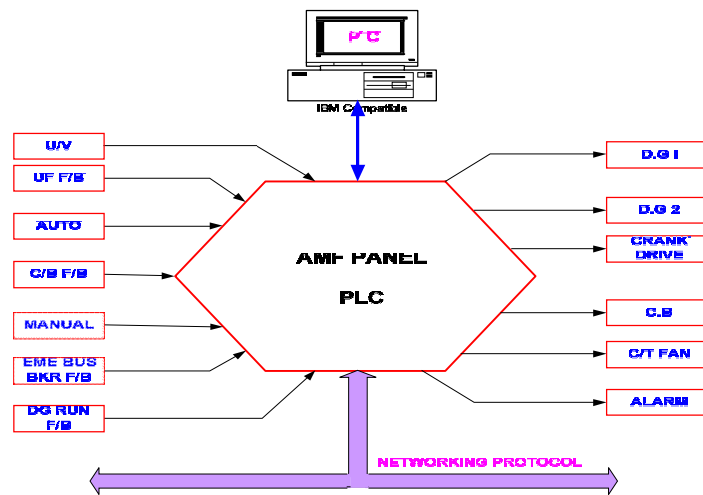 P C
IBM Compatible
U/V
UF F/B
AUTO
C/B F/B
MANUAL
EME BUS
BKR F/B
DG RUN
F/B
AMF PANEL
PLC
D.G 1
D.G 2
CRANK
DRIVE
C.B
C/T FAN
ALARM
NETWORKING PROTOCOL